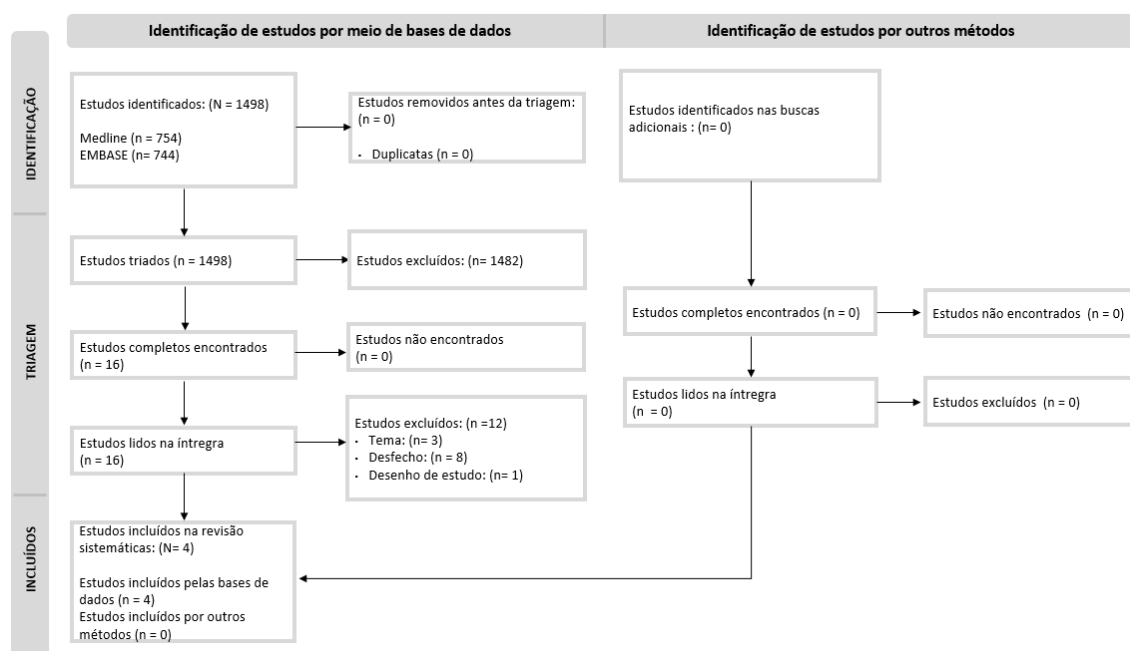 Identificação de estudos por meio de bases de dados
Identificação de estudos por outros métodos
IDENTIFICAÇÃO
Estudos identificados: (N = 1498)
Medline (n = 754)
EMBASE (n= 744)
Estudos removidos antes da triagem:
(n = 0)
• Duplicatas (n = 0)
Estudos identificados nas buscas
adicionais : (n= 0)
TRIAGEM
Estudos triados (n = 1498)
Estudos excluídos: (n= 1482)
Estudos completos encontrados
(n = 16)
Estudos não encontrados
(n = 0)
Estudos completos encontrados (n = 0)
Estudos não encontrados (n = 0)
Estudos lidos na íntregra
(n = 16)
Estudos excluídos: (n =12)
• Tema: (n= 3)
• Desfecho: (n = 8)
• Desenho de estudo: (n= 1)
Estudos lidos na íntregra
(n = 0)
Estudos excluídos (n = 0)
INCLUÍDOS
Estudos incluídos na revisão
sistemáticas: (N= 4)
Estudos incluídos pelas bases de
dados (n = 4)
Estudos incluídos por outros
métodos (n = 0)